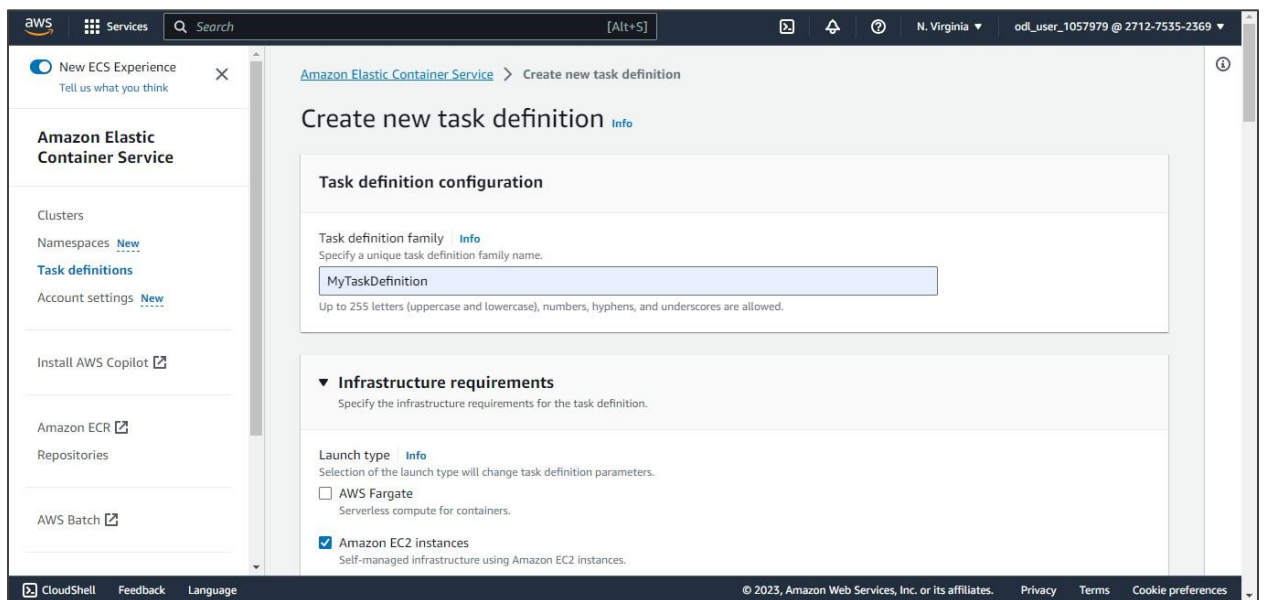 aws Services Search [Alt+S] N. Virginia odl_user_1057979 @ 2712-7535-2369
New ECS Experience
Tell us what you think
Amazon Elastic
Container Service
Clusters
Namespaces New
Task definitions
Account settings New
Install AWS Copilot
Amazon ECR
Repositories
AWS Batch
Amazon Elastic Container Service > Create new task definition
Create new task definition Info
Task definition configuration
Task definition family Info
Specify a unique task definition family name.
MyTaskDefinition
Up to 255 letters (uppercase and lowercase), numbers, hyphens, and underscores are allowed.
Infrastructure requirements
Specify the infrastructure requirements for the task definition.
Launch type Info
Selection of the launch type will change task definition parameters.
AWS Fargate
Serverless compute for containers.
Amazon EC2 instances
Self-managed infrastructure using Amazon EC2 instances.
CloudShell Feedback Language © 2023, Amazon Web Services, Inc. or its affiliates. Privacy Terms Cookie preferences